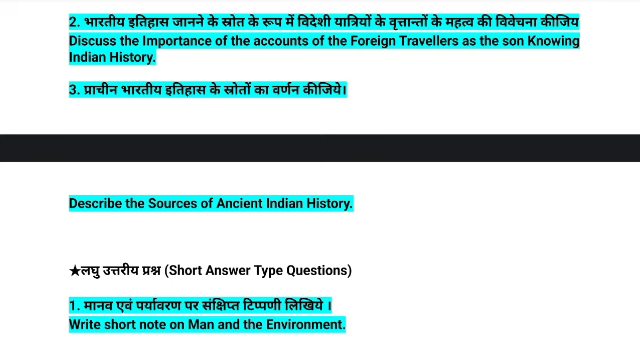 2. भारतीय इतिहास जानने के स्रोत के रूप में विदेशी यात्रियों के वृत्तान्तों के महत्व की विवेचना कीजिय
Discuss the Importance of the accounts of the Foreign Travellers as the son Knowing
Indian History.
3. प्राचीन भारतीय इतिहास के स्रोतों का वर्णन कीजिये।
Describe the Sources of Ancient Indian History.
★लघु उत्तरीय प्रश्न (Short Answer Type Questions)
1. मानव एवं पर्यावरण पर संक्षिप्त टिप्पणी लिखिये ।
Write short note on Man and the Environment.